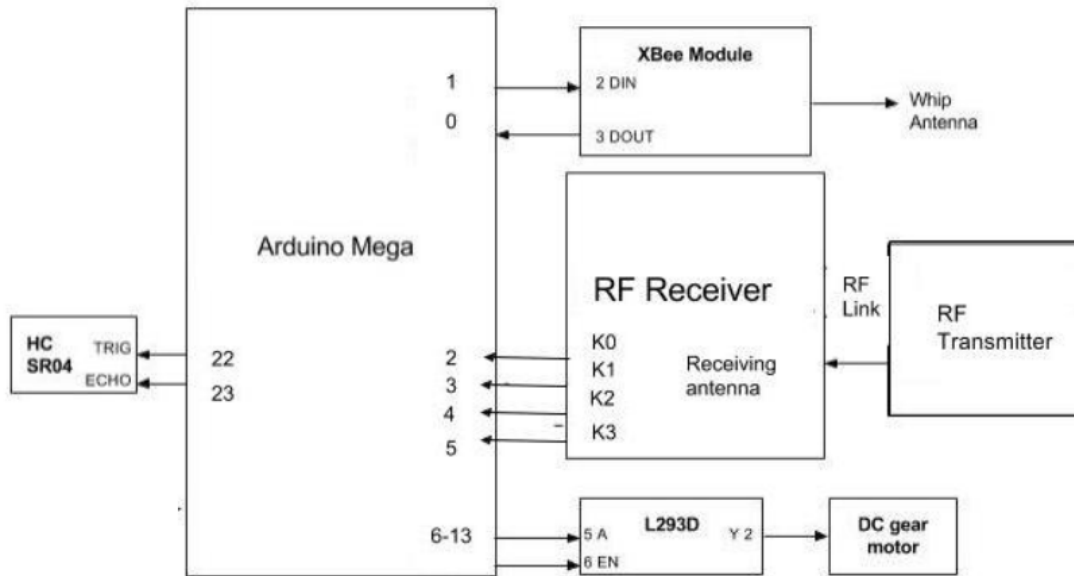 XBee Module
1
2 DIN
Whip
Antenna
0
3 DOUT
Arduino Mega
RF Receiver
RF
Link
RF
Transmitter
HC
SR04
TRIG
ECHO
22
23
2
3
4
5
K0
K1
K2
K3
Receiving
antenna
6-13
L293D
5 A
Y 2
6 EN
DC gear
motor